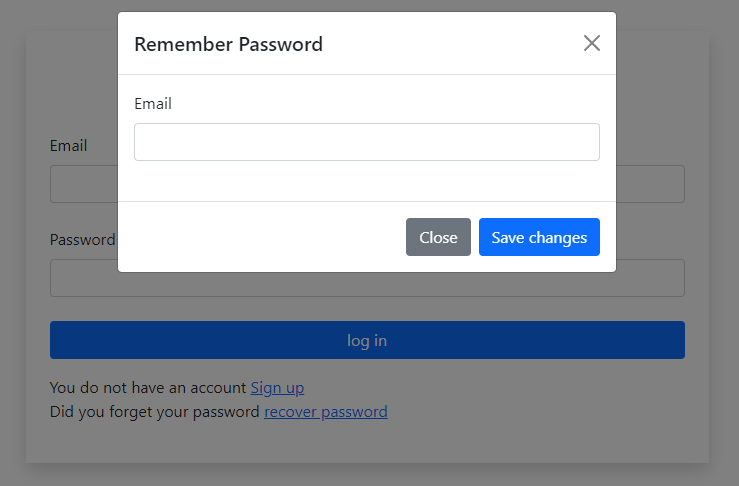 Remember Password
Email
Close
Save changes
Email
Password
log in
You do not have an account Sign up
Did you forget your password recover password